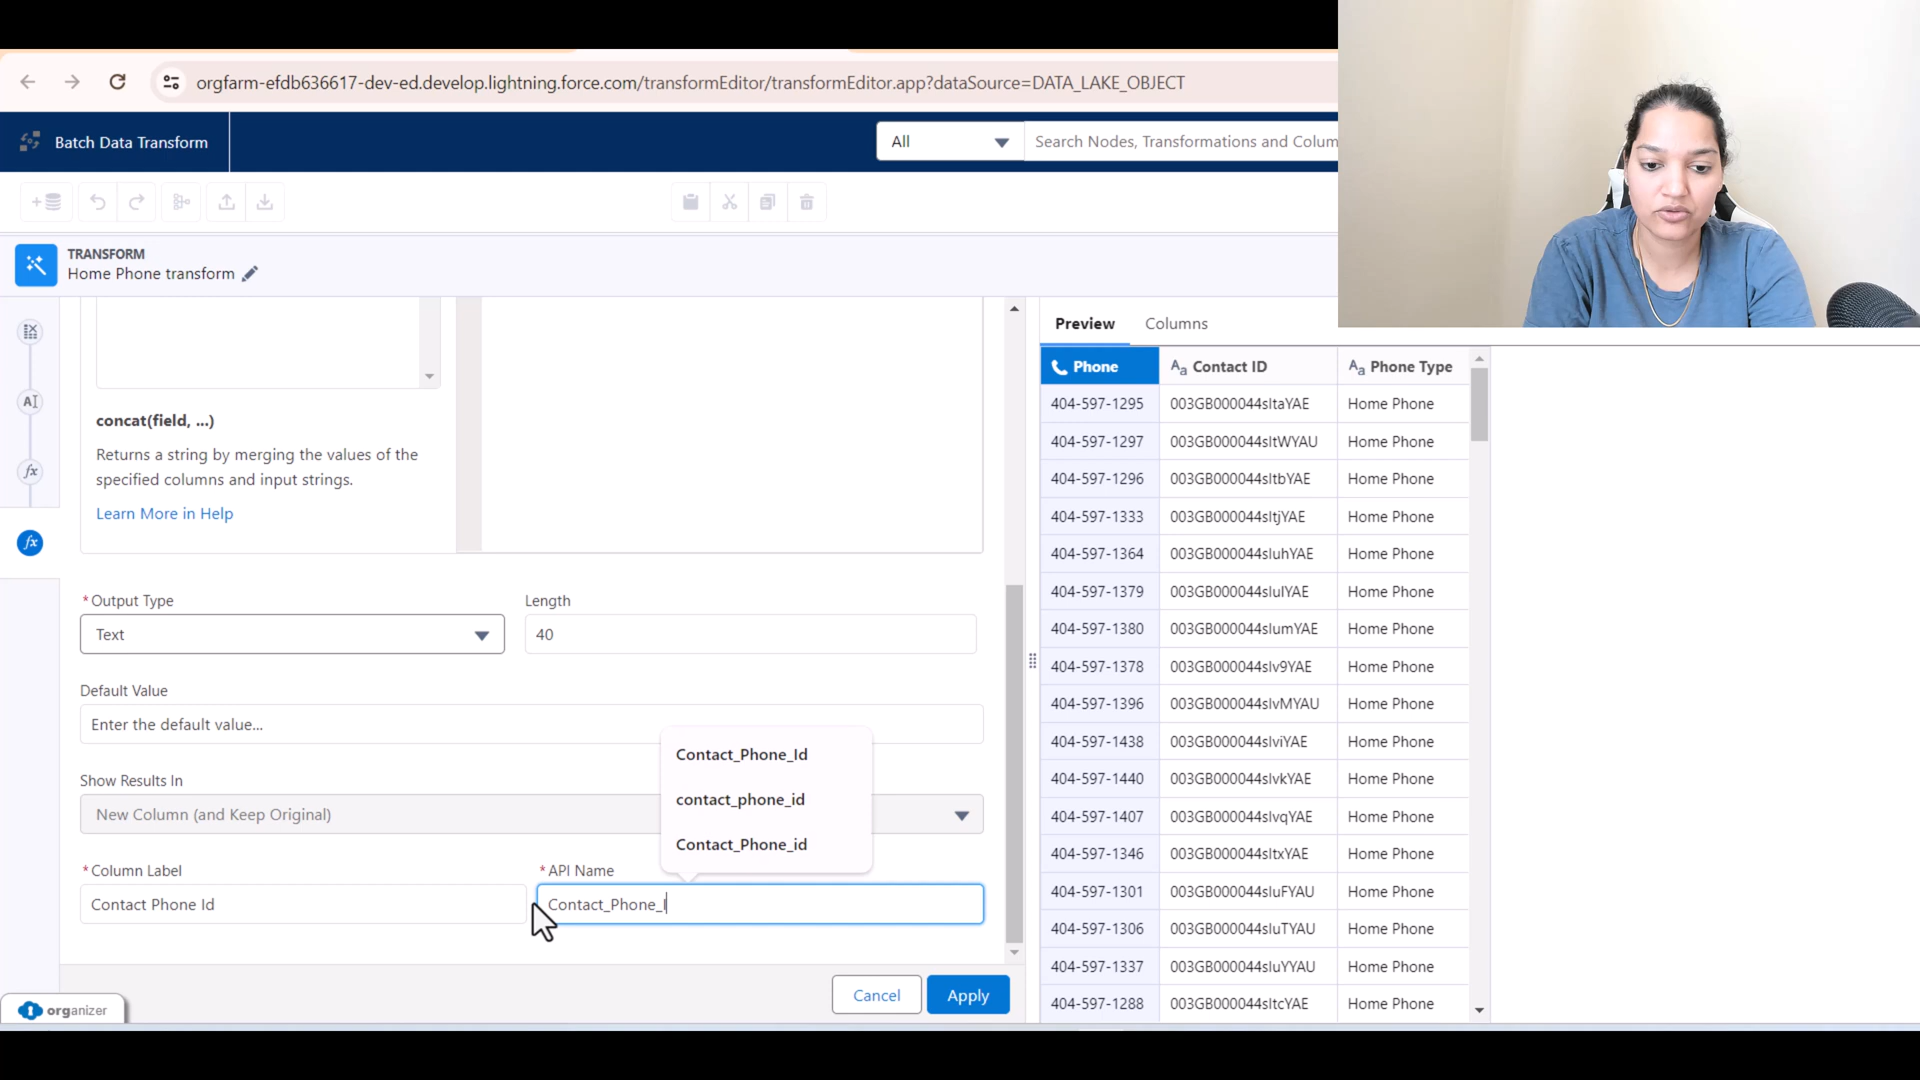 orgfarm-efdb636617-dev-ed.develop.lightning.force.com/transformEditor/transformEditor.app?dataSource=DATA_LAKE_OBJECT
Batch Data Transform
All
Search Nodes, Transformations and Colum
TRANSFORM
Home Phone transform
concat(field, ...)
Returns a string by merging the values of the
specified columns and input strings.
Learn More in Help
*Output Type
Length
Text
40
Default Value
Enter the default value...
Contact_Phone_Id
contact_phone_id
Contact_Phone_id
Show Results In
New Column (and Keep Original)
*Column Label
*API Name
Contact Phone Id
Contact_Phone_I
Cancel
Apply
organizer
Preview
Columns
Phone Contact ID Phone Type
404-597-1295 003GB000044sItaYAE Home Phone
404-597-1297 003GB000044sItWYAU Home Phone
404-597-1296 003GB000044sItbYAE Home Phone
404-597-1333 003GB000044sItjYAE Home Phone
404-597-1364 003GB000044sIuhYAE Home Phone
404-597-1379 003GB000044sIulYAE Home Phone
404-597-1380 003GB000044sIumYAE Home Phone
404-597-1378 003GB000044sIv9YAE Home Phone
404-597-1396 003GB000044sIvMYAU Home Phone
404-597-1438 003GB000044sIviYAE Home Phone
404-597-1440 003GB000044sIvkYAE Home Phone
404-597-1407 003GB000044sIvqYAE Home Phone
404-597-1346 003GB000044sItxYAE Home Phone
404-597-1301 003GB000044sIuFYAU Home Phone
404-597-1306 003GB000044sIuTYAU Home Phone
404-597-1337 003GB000044sIuYYAU Home Phone
404-597-1288 003GB000044sItcYAE Home Phone